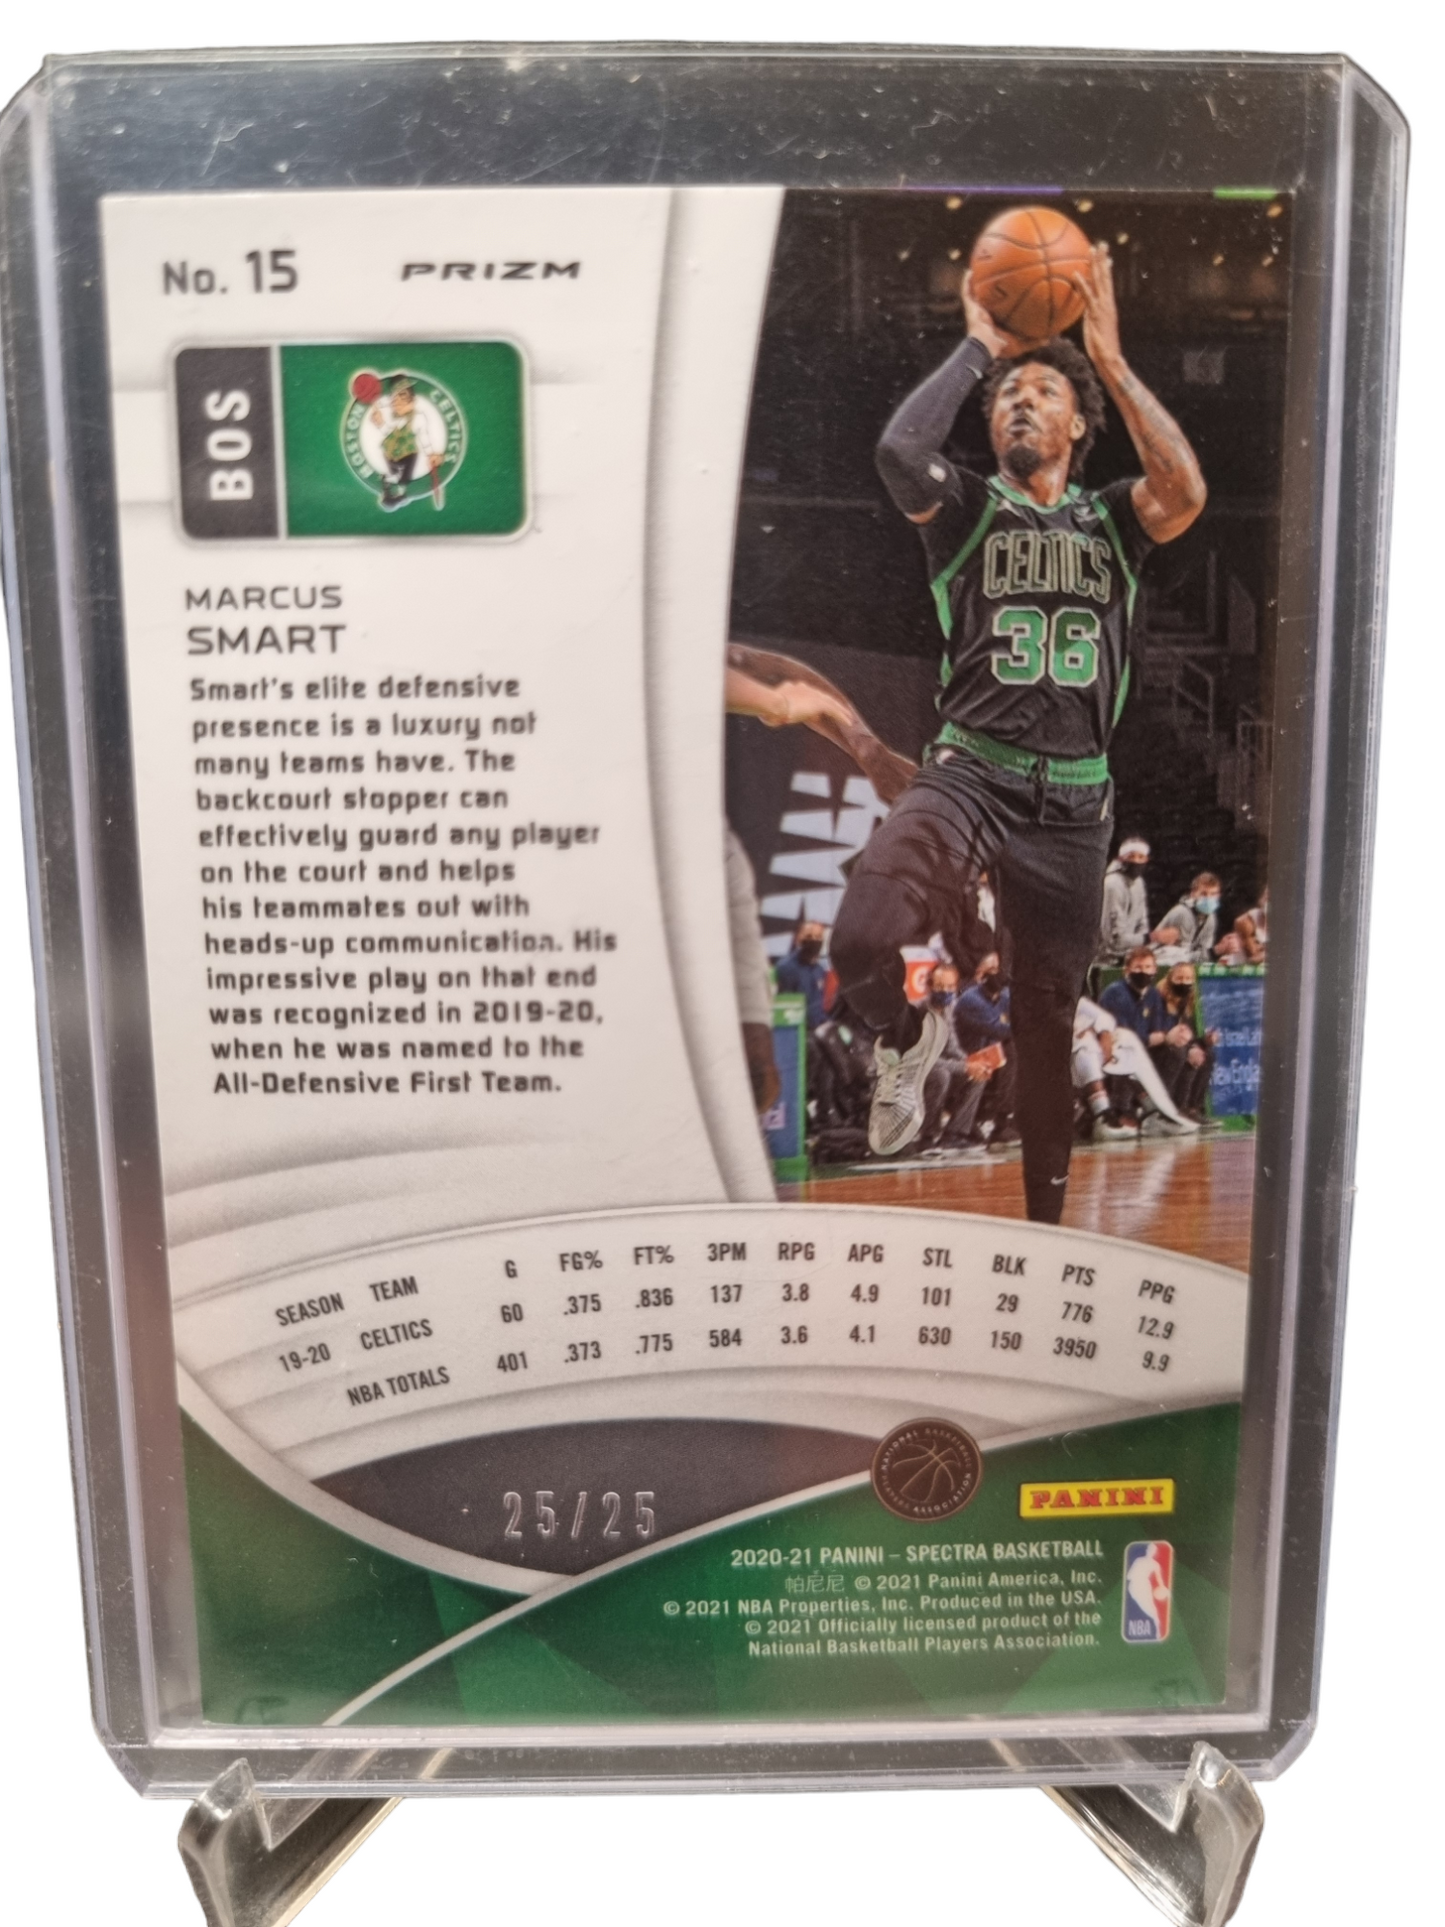 No. 15 PRIZM
BOS
BOSTON CELTICS
MARCUS
SMART
Smart's elite defensive
presence is a luxury not
many teams have. The
backcourt stopper can
effectively guard any player
on the court and helps
his teammates out with
heads-up communication. His
impressive play on that end
was recognized in 2019-20,
when he was named to the
All-Defensive First Team.
CELTICS
36
SEASON TEAM G FG% FT% 3PM RPG APG STL BLK PTS PPG
19-20 CELTICS 60 .375 .836 137 3.8 4.9 101 29 776 12.9
NBA TOTALS 401 .373 .775 584 3.6 4.1 630 150 3950 9.9
25/25
NATIONAL BASKETBALL PLAYERS ASSOCIATION
PANINI
2020-21 PANINI – SPECTRA BASKETBALL
帕尼尼 © 2021 Panini America, Inc.
© 2021 NBA Properties, Inc. Produced in the USA.
© 2021 Officially licensed product of the
National Basketball Players Association.
NBA